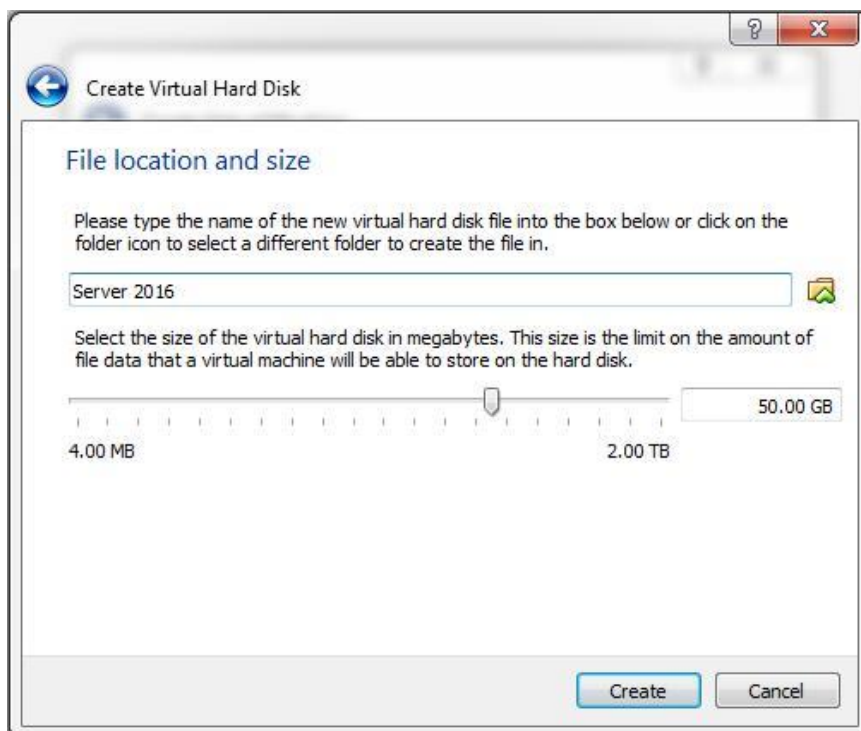 Create Virtual Hard Disk
File location and size
Please type the name of the new virtual hard disk file into the box below or click on the
folder icon to select a different folder to create the file in.
Server 2016
Select the size of the virtual hard disk in megabytes. This size is the limit on the amount of
file data that a virtual machine will be able to store on the hard disk.
50.00 GB
4.00 MB 2.00 TB
Create Cancel